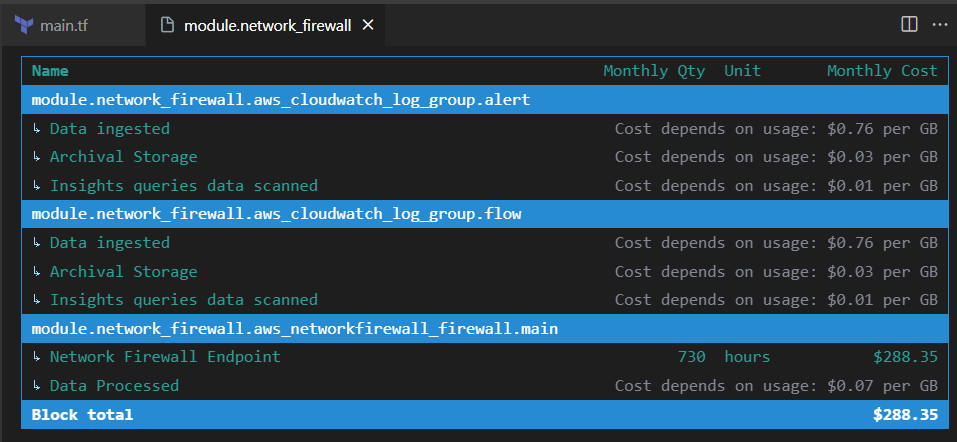 main.tf module.network_firewall ×
Name Monthly Qty Unit Monthly Cost
module.network_firewall.aws_cloudwatch_log_group.alert
↳ Data ingested Cost depends on usage: $0.76 per GB
↳ Archival Storage Cost depends on usage: $0.03 per GB
↳ Insights queries data scanned Cost depends on usage: $0.01 per GB
module.network_firewall.aws_cloudwatch_log_group.flow
↳ Data ingested Cost depends on usage: $0.76 per GB
↳ Archival Storage Cost depends on usage: $0.03 per GB
↳ Insights queries data scanned Cost depends on usage: $0.01 per GB
module.network_firewall.aws_networkfirewall_firewall.main
↳ Network Firewall Endpoint 730 hours $288.35
↳ Data Processed Cost depends on usage: $0.07 per GB
Block total $288.35